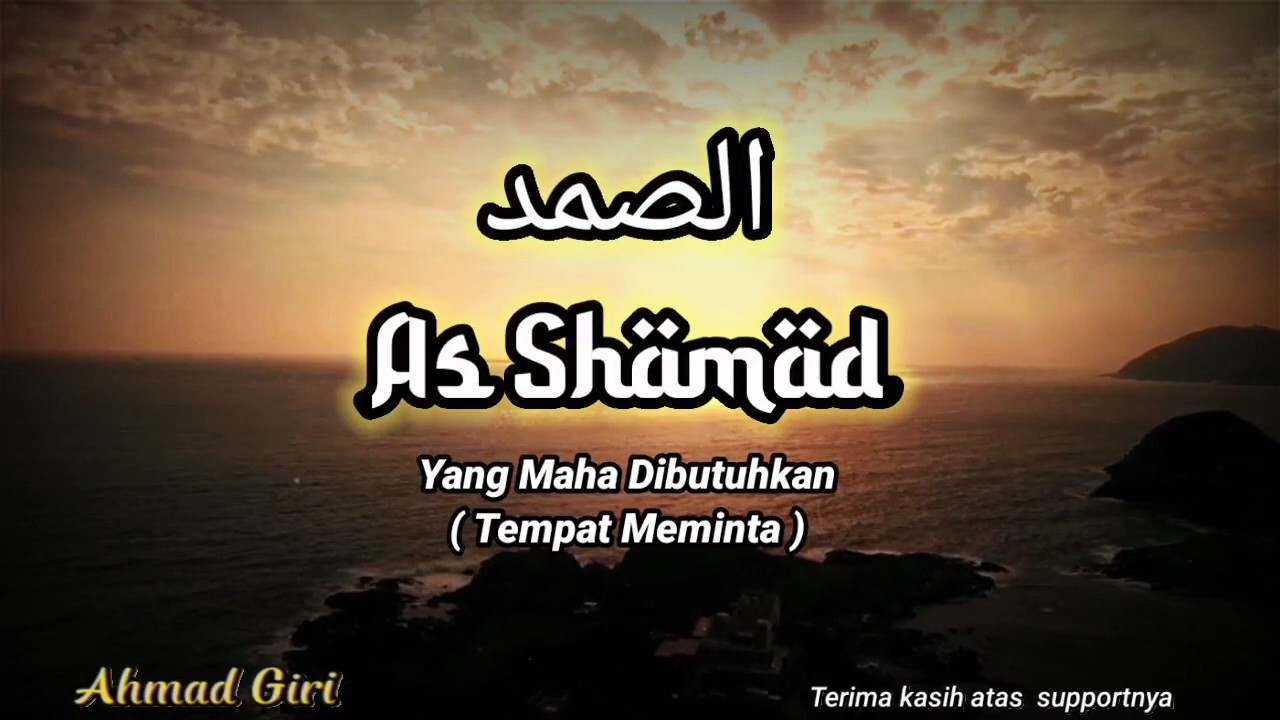 الصمد
As Shämäd
Yang Maha Dibutuhkan
( Tempat Meminta )
Ahmad Giri
Terima kasih atas supportnya